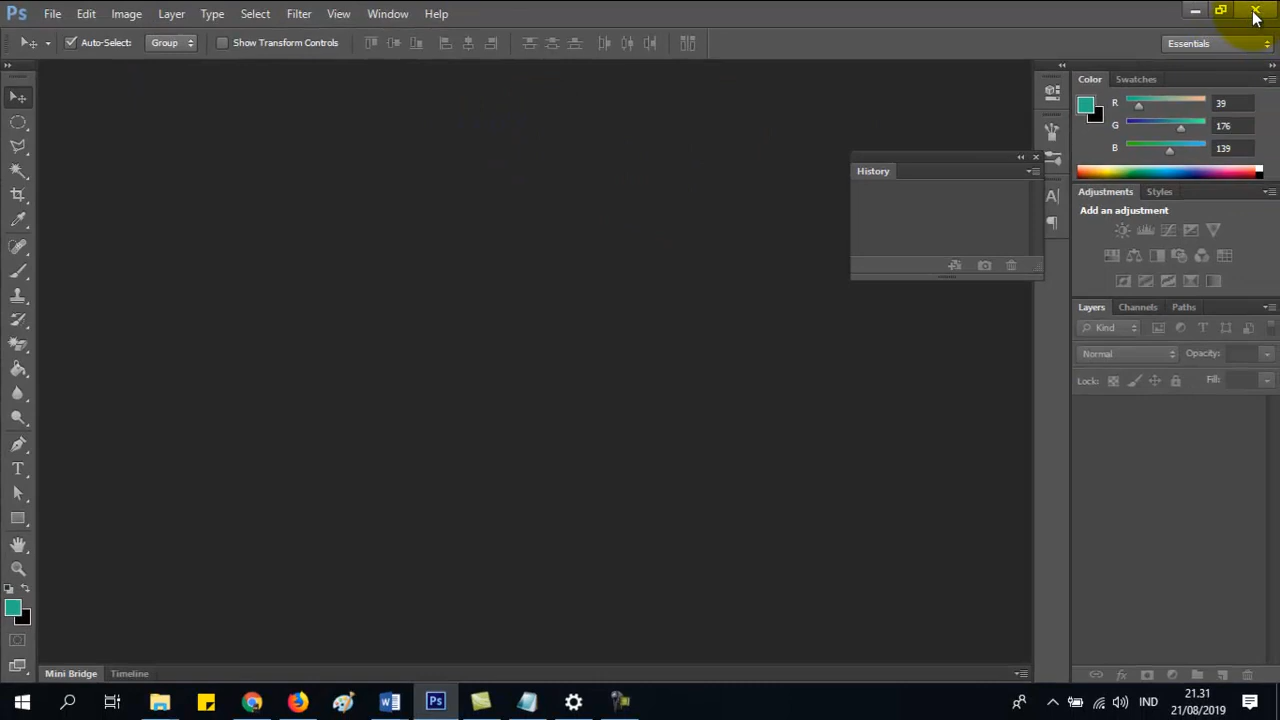 Ps File Edit Image Layer Type Select Filter View Window Help
Auto-Select: Group Show Transform Controls Essentials
Color Swatches
R 39
G 176
B 139
History
Adjustments Styles
Add an adjustment
Layers Channels Paths
Kind
Normal Opacity:
Lock: Fill:
Mini Bridge Timeline
Ps IND 21.31
21/08/2019